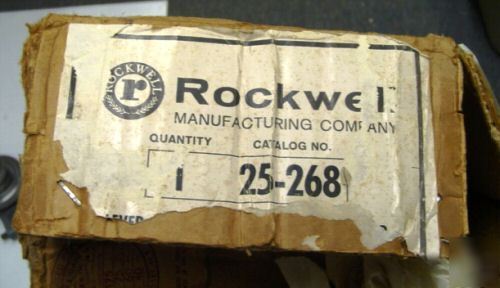 ROCKWELL
r
Rockwel
MANUFACTURING COMPANY
QUANTITY CATALOG NO.
1 25-268